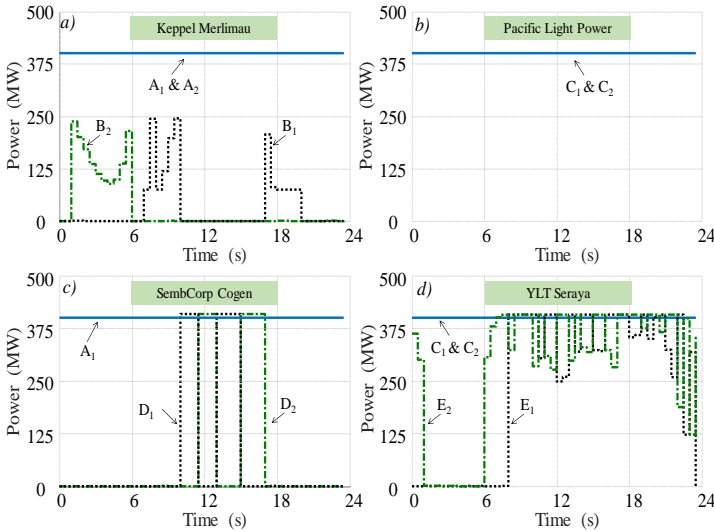 a)
Keppel Merlimau
500
375
250
125
0
Power (MW)
A1 & A2
B2
B1
0 6 12 18 24
Time (s)
b)
Pacific Light Power
500
375
250
125
0
Power (MW)
C1 & C2
0 6 12 18 24
Time (s)
c)
SembCorp Cogen
500
375
250
125
0
Power (MW)
A1
D1
D2
0 6 12 18 24
Time (s)
d)
YLT Seraya
500
375
250
125
0
Power (MW)
C1 & C2
E2
E1
0 6 12 18 24
Time (s)